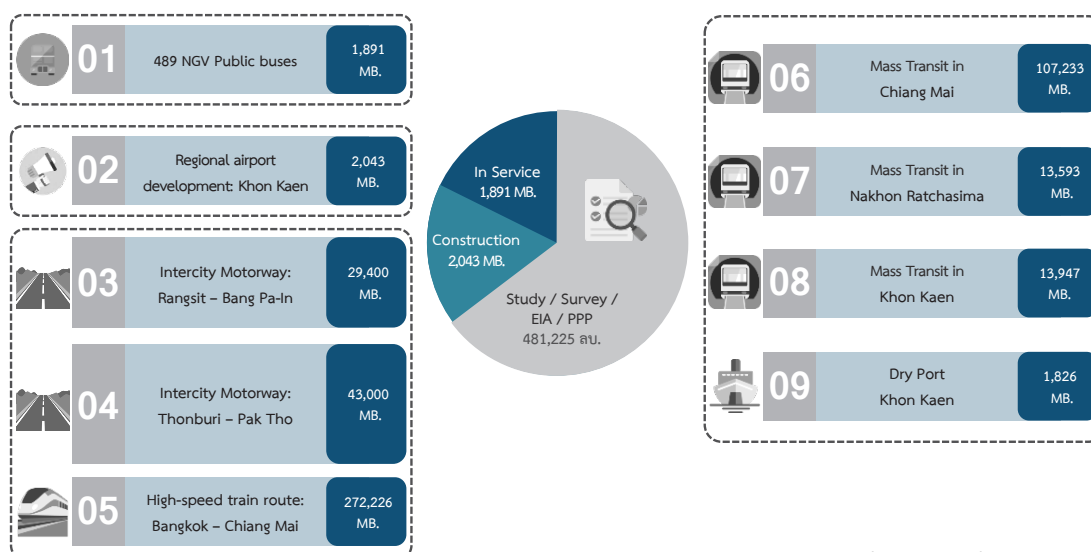 01
489 NGV Public buses
1,891
MB.
02
Regional airport
development: Khon Kaen
2,043
MB.
03
Intercity Motorway:
Rangsit – Bang Pa-In
29,400
MB.
04
Intercity Motorway:
Thonburi – Pak Tho
43,000
MB.
05
High-speed train route:
Bangkok – Chiang Mai
272,226
MB.
In Service
1,891 MB.
Construction
2,043 MB.
Study / Survey /
EIA / PPP
481,225 ลบ.
06
Mass Transit in
Chiang Mai
107,233
MB.
07
Mass Transit in
Nakhon Ratchasima
13,593
MB.
08
Mass Transit in
Khon Kaen
13,947
MB.
09
Dry Port
Khon Kaen
1,826
MB.